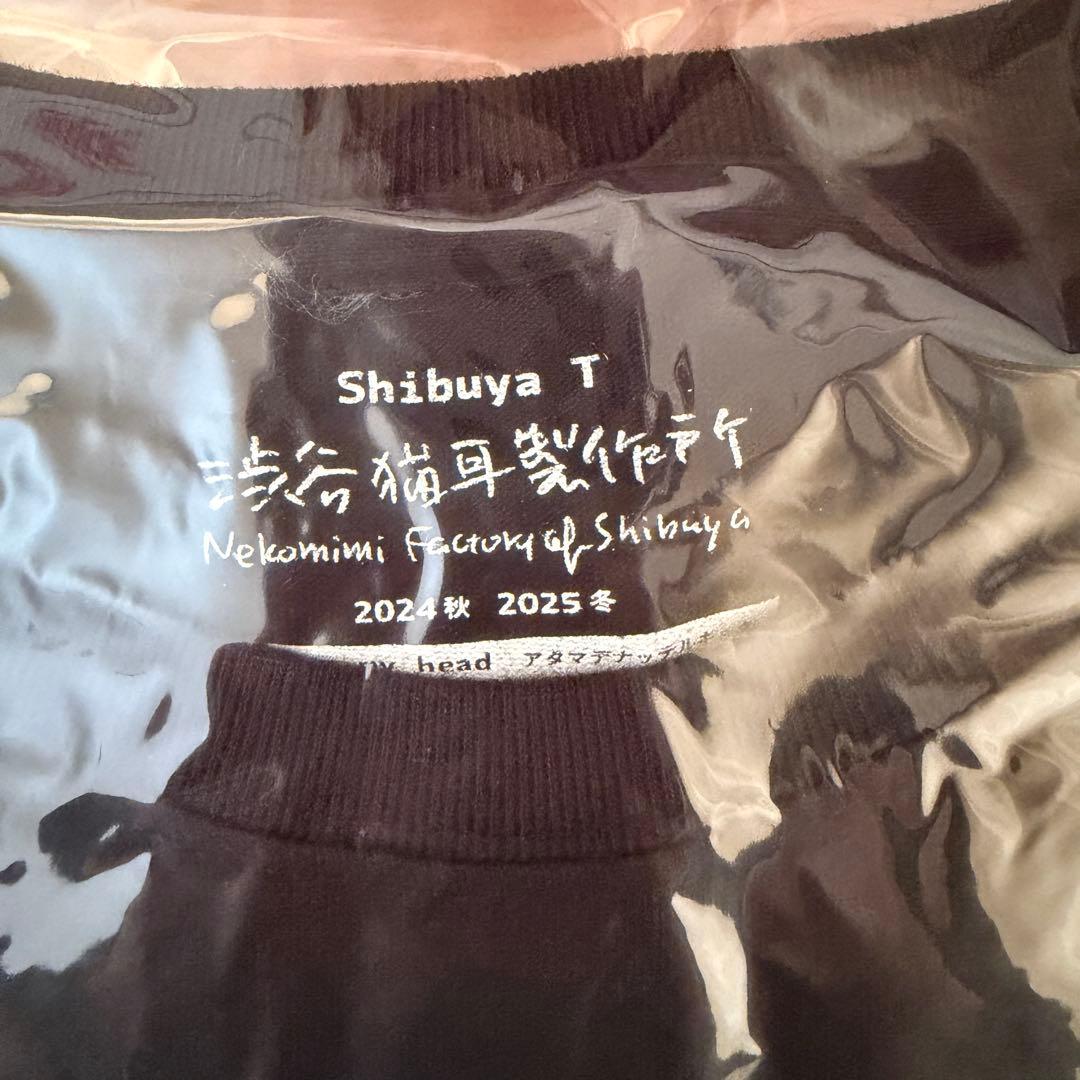 Shibuya T
渋谷猫耳製作所
Nekomimi Factory of Shibuya
2024秋 2025冬
head アタマデナッテル